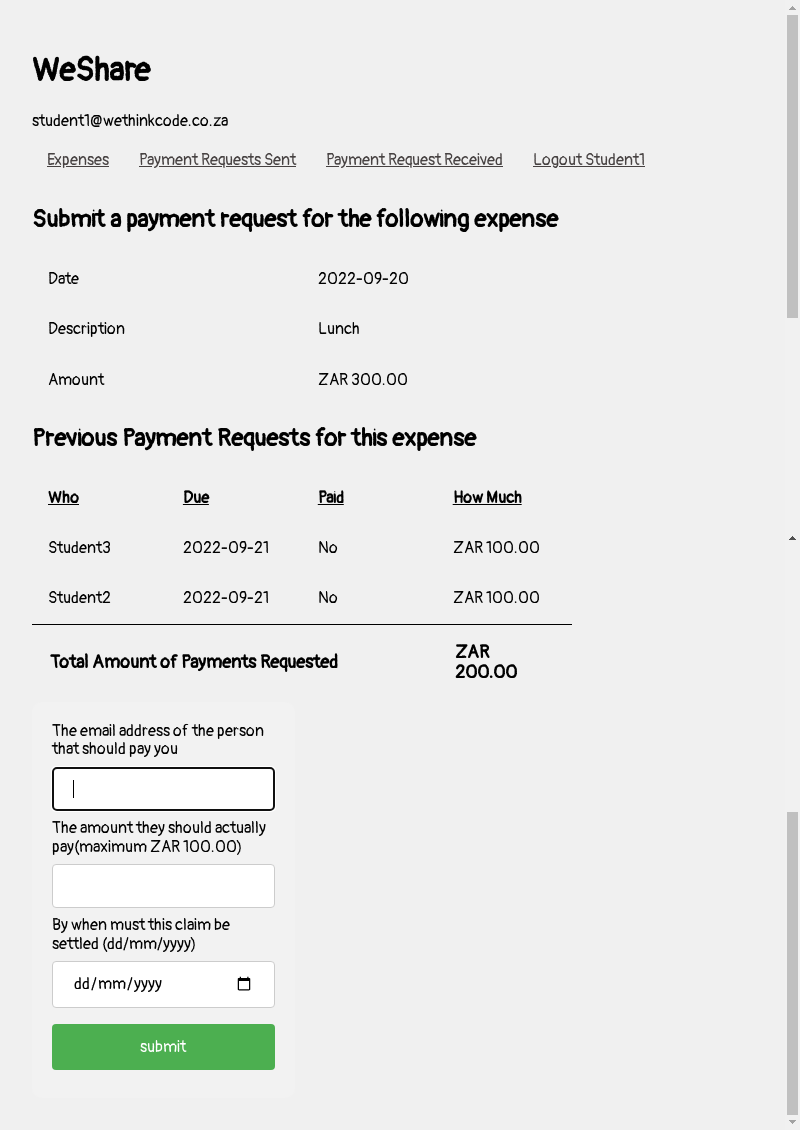 WeShare
student1@wethinkcode.co.za
Expenses Payment Requests Sent Payment Request Received Logout Student1
Submit a payment request for the following expense
Date 2022-09-20
Description Lunch
Amount ZAR 300.00
Previous Payment Requests for this expense
Who Due Paid How Much
Student3 2022-09-21 No ZAR 100.00
Student2 2022-09-21 No ZAR 100.00
Total Amount of Payments Requested ZAR
200.00
The email address of the person
that should pay you
The amount they should actually
pay(maximum ZAR 100.00)
By when must this claim be
settled (dd/mm/yyyy)
dd/mm/yyyy
submit